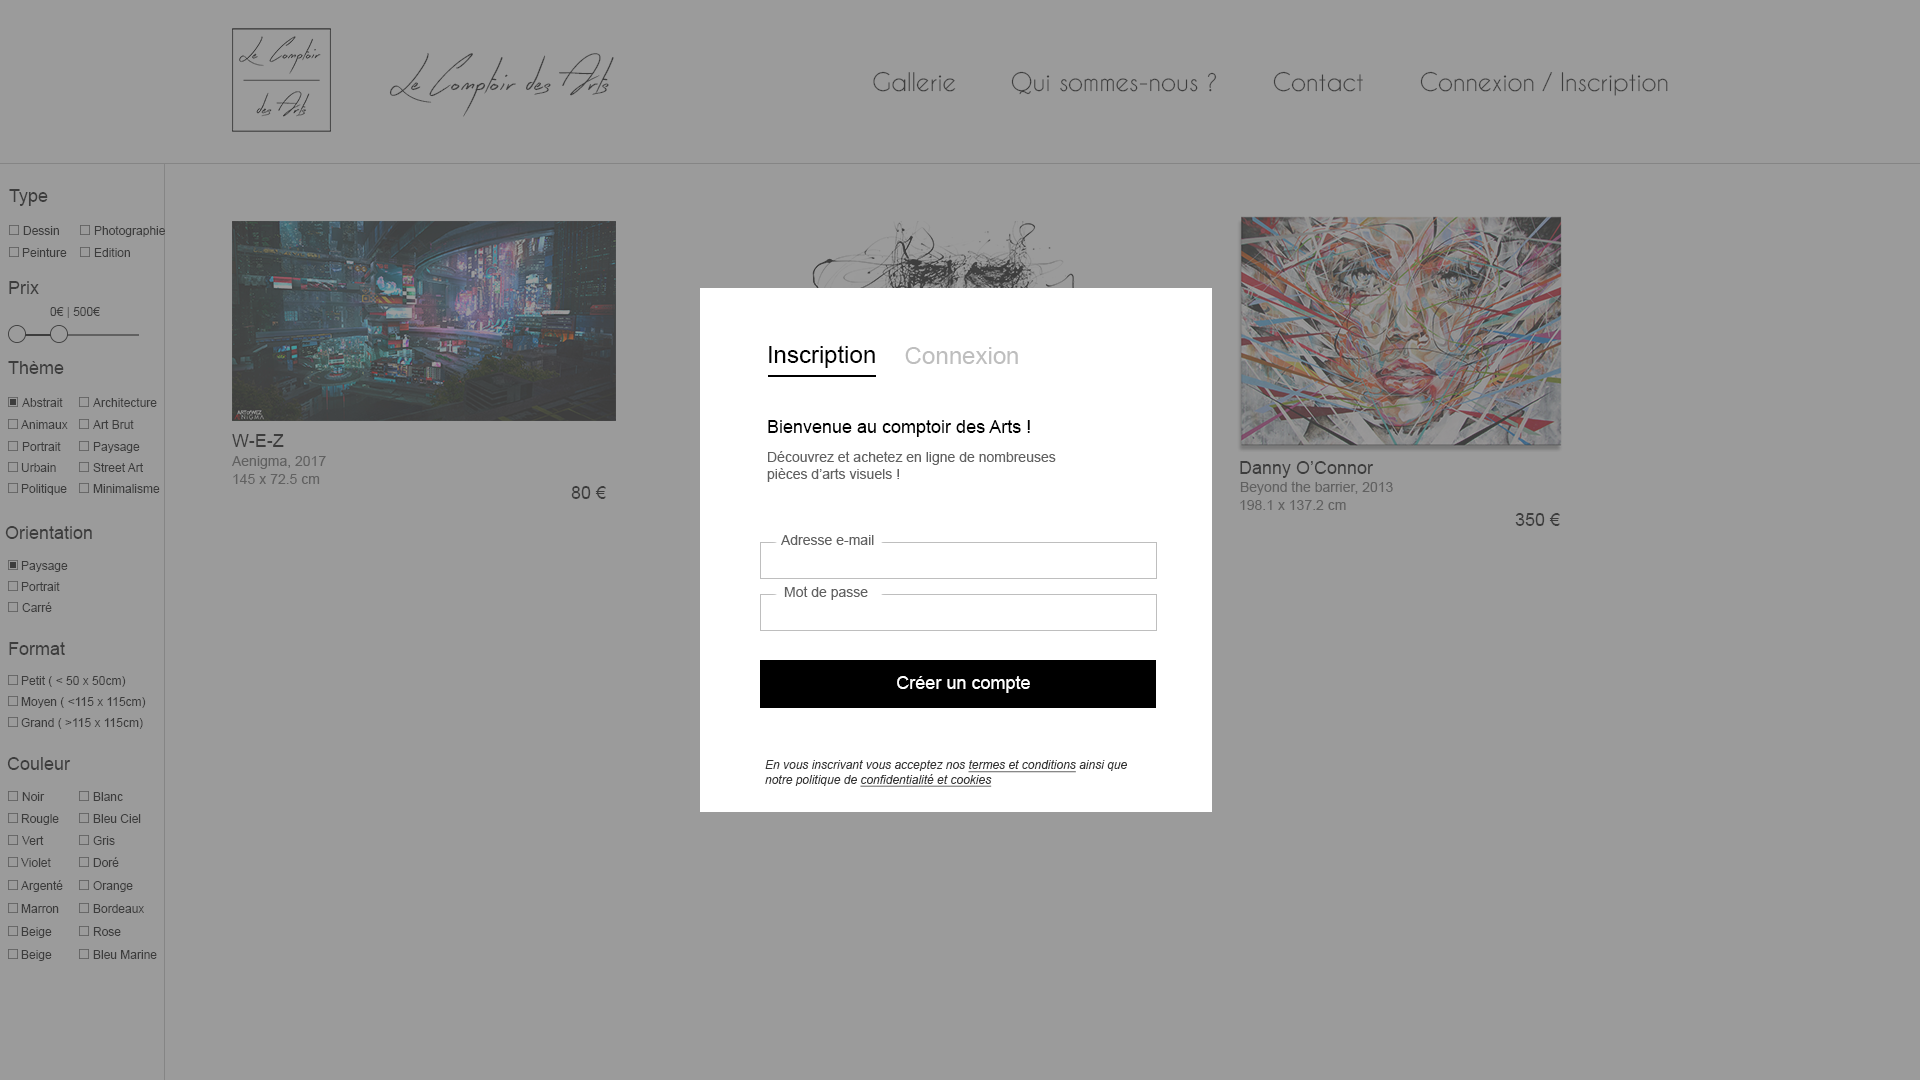 Le Comptoir
des Arts
Le Comptoir des Arts
Gallerie
Qui sommes-nous ?
Contact
Connexion / Inscription
Type
Dessin
Photographie
Peinture
Edition
Prix
0€ | 500€
Thème
Abstrait
Architecture
Animaux
Art Brut
Portrait
Paysage
Urbain
Street Art
Politique
Minimalisme
Orientation
Paysage
Portrait
Carré
Format
Petit ( < 50 x 50cm)
Moyen ( <115 x 115cm)
Grand ( >115 x 115cm)
Couleur
Noir
Blanc
Rougle
Bleu Ciel
Vert
Gris
Violet
Doré
Argenté
Orange
Marron
Bordeaux
Beige
Rose
Beige
Bleu Marine
W-E-Z
Aenigma, 2017
145 x 72.5 cm
80 €
Inscription
Connexion
Bienvenue au comptoir des Arts !
Découvrez et achetez en ligne de nombreuses
pièces d’arts visuels !
Adresse e-mail
Mot de passe
Créer un compte
En vous inscrivant vous acceptez nos termes et conditions ainsi que
notre politique de confidentialité et cookies
Danny O’Connor
Beyond the barrier, 2013
198.1 x 137.2 cm
350 €